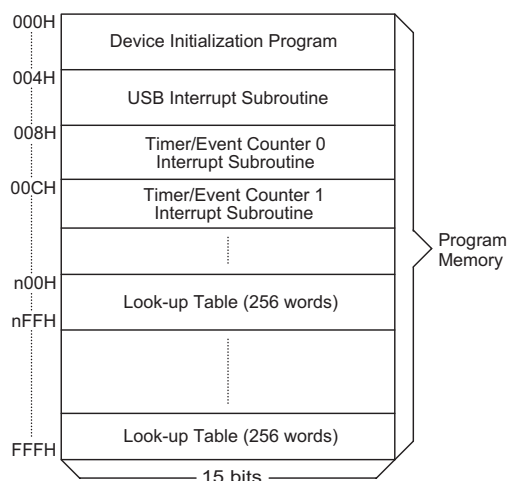 000H
Device Initialization Program
004H
USB Interrupt Subroutine
008H
Timer/Event Counter 0
Interrupt Subroutine
00CH
Timer/Event Counter 1
Interrupt Subroutine
Program
Memory
n00H
Look-up Table (256 words)
nFFH
Look-up Table (256 words)
FFFH
15 bits